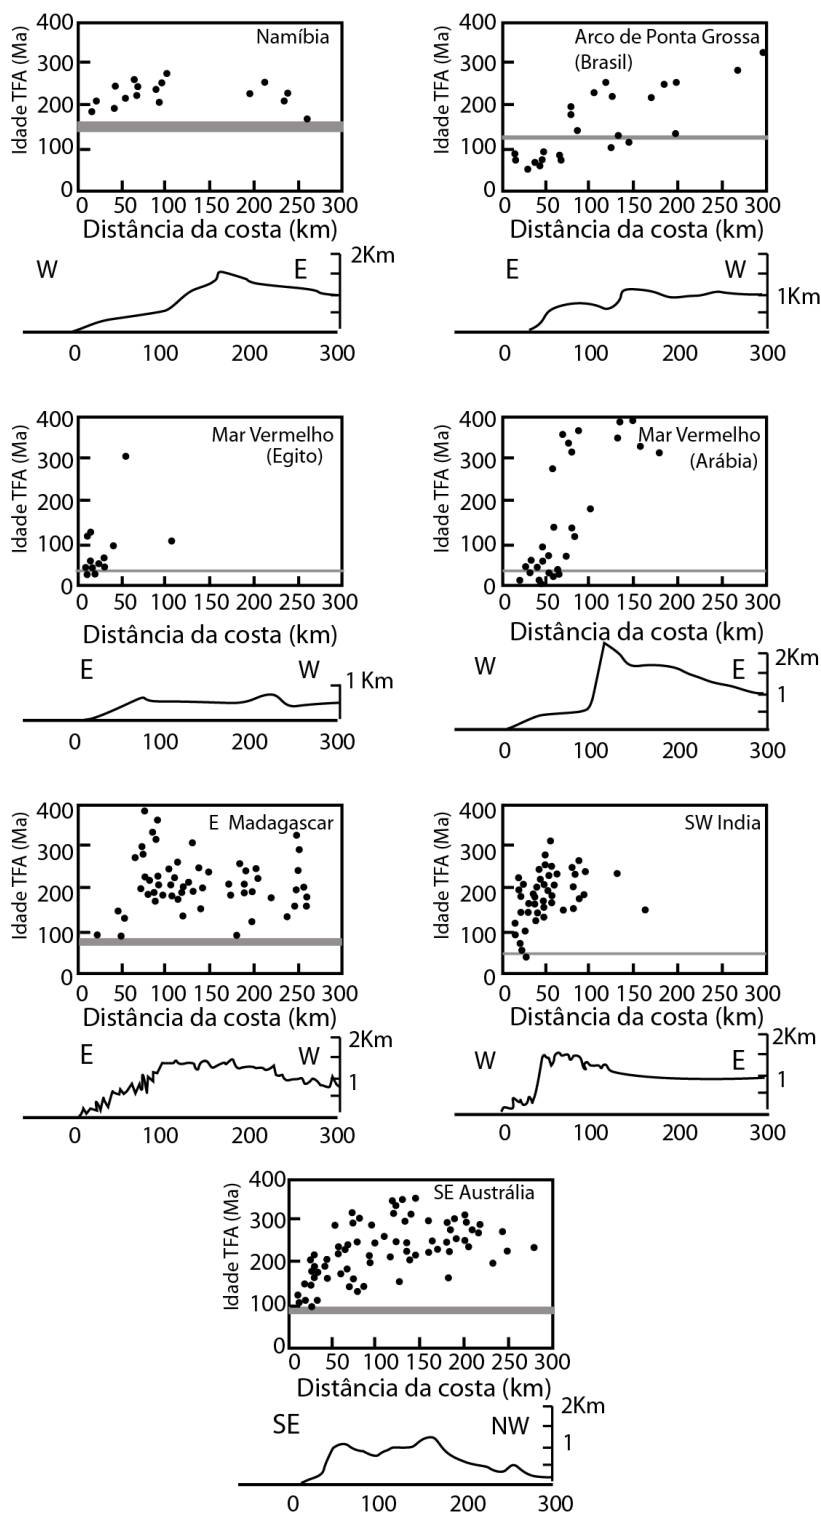 Idade TFA (Ma)
400
300
200
100
0
Namíbia
0 50 100 150 200 250 300
Distância da costa (km)
W E 2Km
0 100 200 300
Idade TFA (Ma)
400
300
200
100
0
Arco de Ponta Grossa
(Brasil)
0 50 100 150 200 250 300
Distância da costa (km)
E W
1Km
0 100 200 300
Idade TFA (Ma)
400
300
200
100
0
Mar Vermelho
(Egito)
0 50 100 150 200 250 300
Distância da costa (km)
E W 1 Km
0 100 200 300
Idade TFA (Ma)
400
300
200
100
0
Mar Vermelho
(Arábia)
0 50 100 150 200 250 300
Distância da costa (km)
W E 2Km
1
0 100 200 300
Idade TFA (Ma)
400
300
200
100
0
E Madagascar
0 50 100 150 200 250 300
Distância da costa (km)
E W 2Km
1
0 100 200 300
Idade TFA (Ma)
400
300
200
100
0
SW India
0 50 100 150 200 250 300
Distância da costa (km)
W E 2Km
1
0 100 200 300
Idade TFA (Ma)
400
300
200
100
0
SE Austrália
0 50 100 150 200 250 300
Distância da costa (km)
SE NW 2Km
1
0 100 200 300